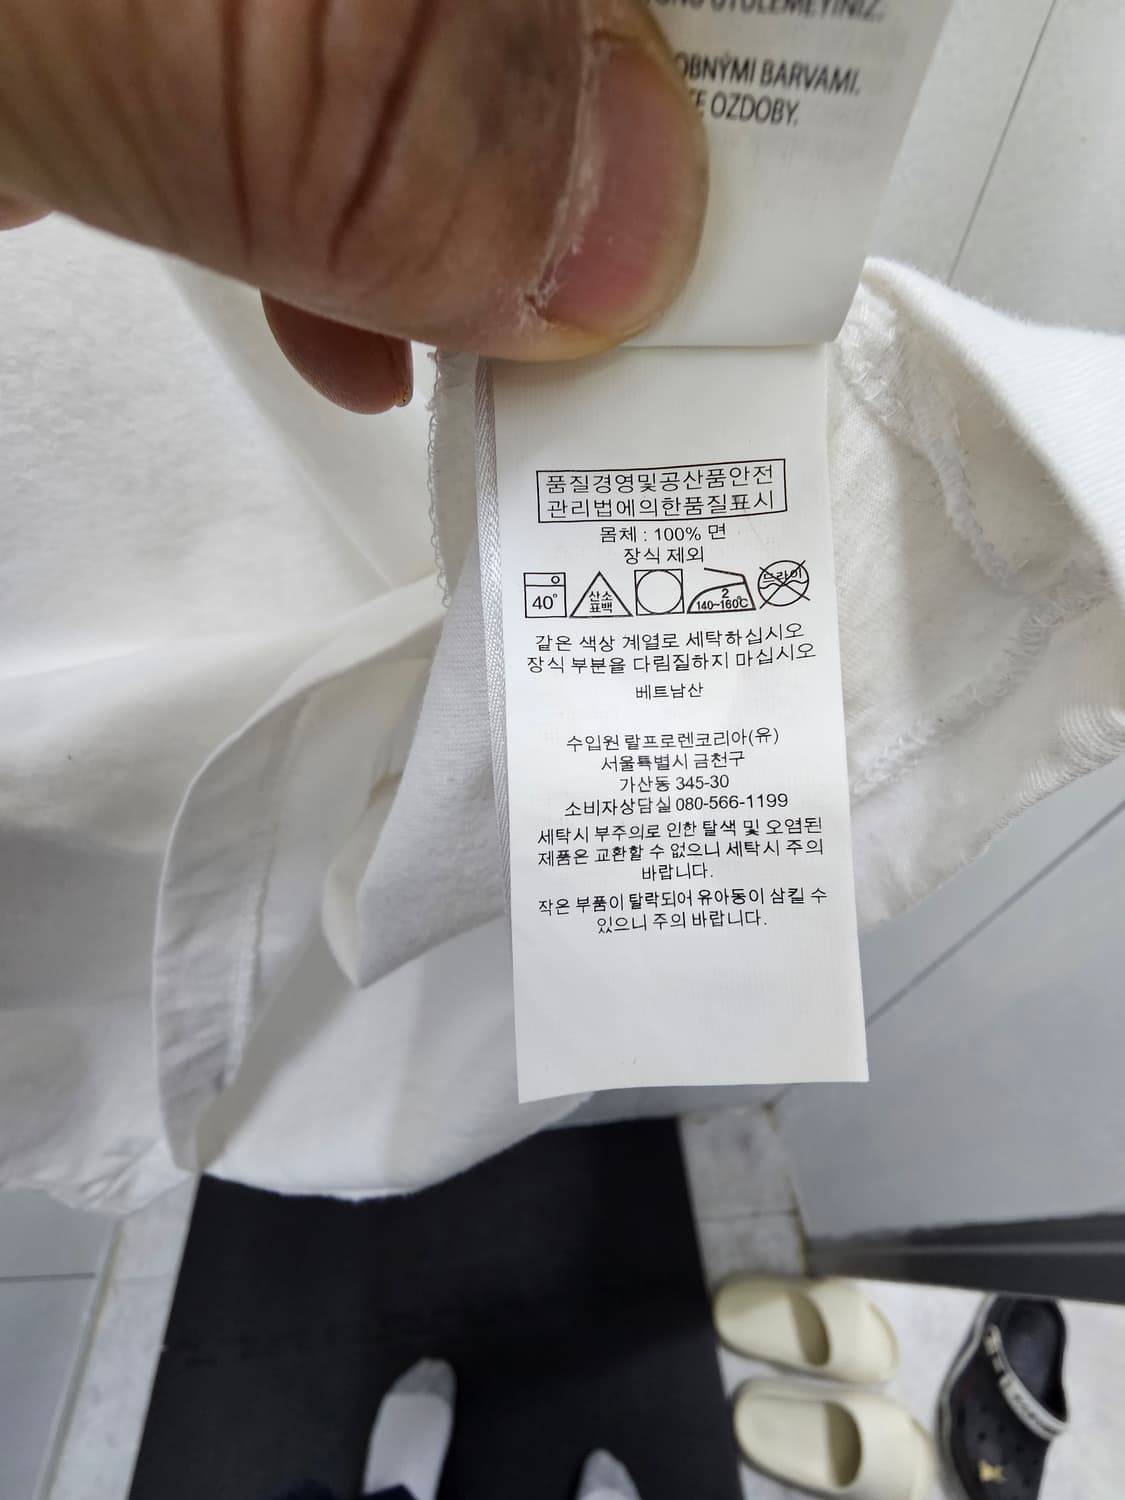 UTULEMEYINIZ.
BARVAMI.
OZDOBY.
품질경영및공산품안전
관리법에의한품질표시
몸체 : 100% 면
장식 제외
40°
산소
표백
2
140~160℃
드라이
같은 색상 계열로 세탁하십시오
장식 부분을 다림질하지 마십시오
베트남산
수입원 랄프로렌코리아(유)
서울특별시 금천구
가산동 345-30
소비자상담실 080-566-1199
세탁시 부주의로 인한 탈색 및 오염된
제품은 교환할 수 없으니 세탁시 주의
바랍니다.
작은 부품이 탈락되어 유아동이 삼킬 수
있으니 주의 바랍니다.